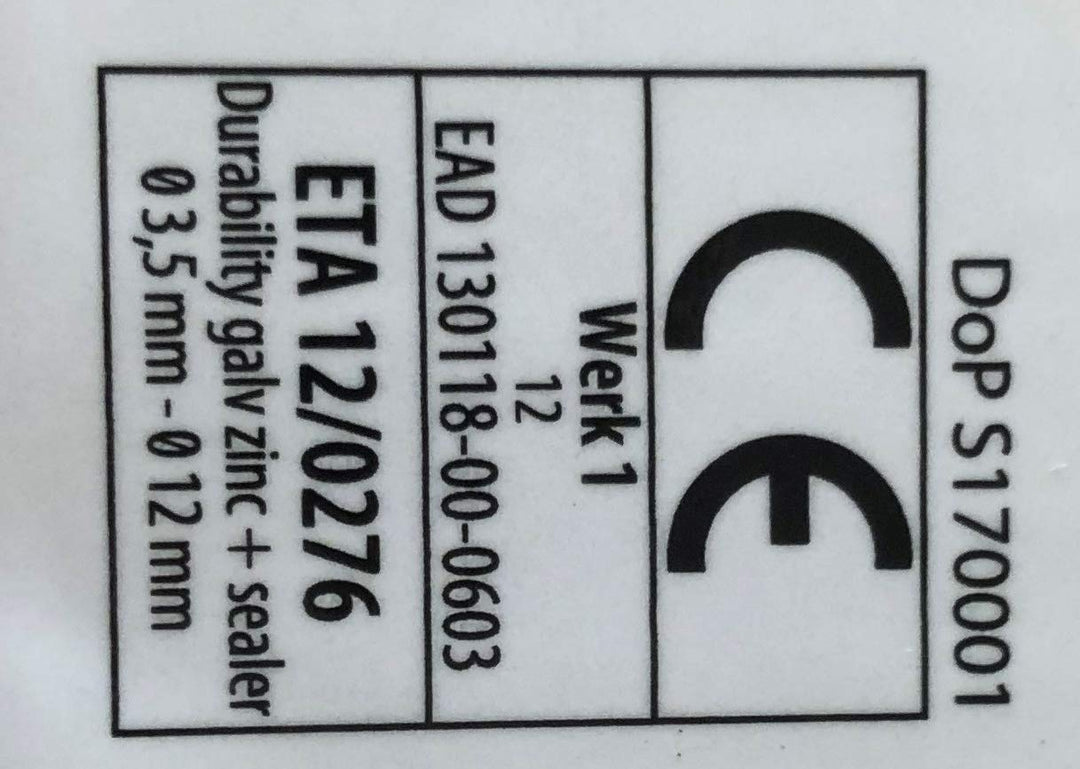 DoP S170001
CE
Werk 1
12
EAD 130118-00-0603
ETA 12/0276
Durability galv zinc + sealer
Ø 3,5 mm - Ø 12 mm